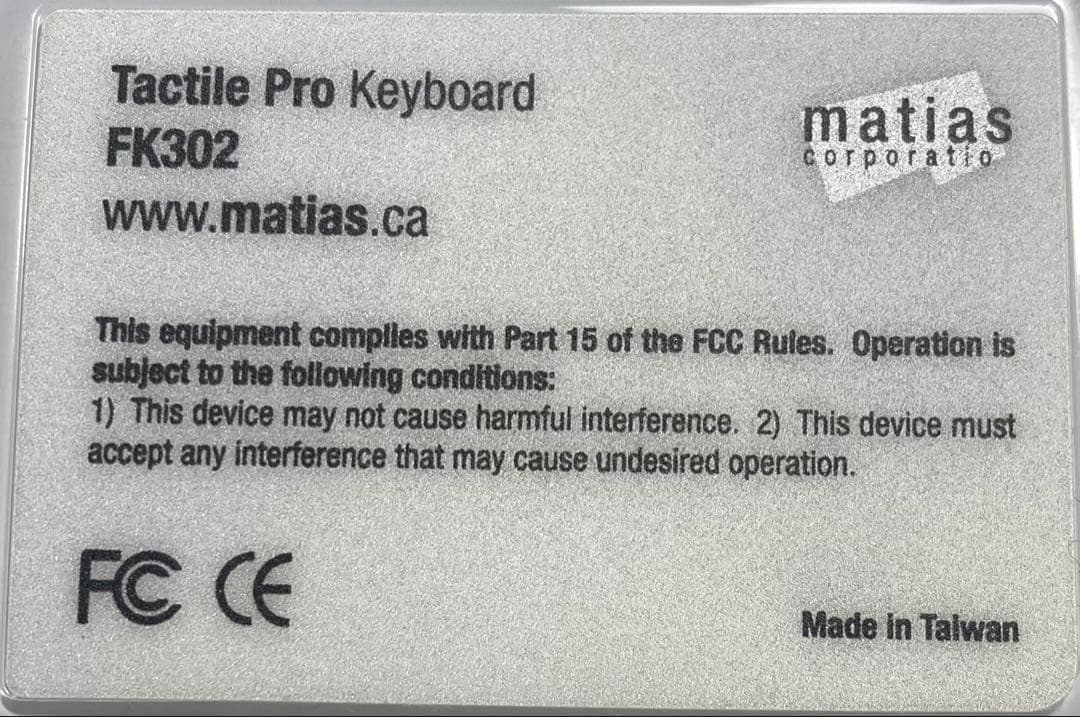 Tactile Pro Keyboard
FK302
www.matias.ca
matias
corporatio
This equipment complies with Part 15 of the FCC Rules.  Operation is
subject to the following conditions:
1)  This device may not cause harmful interference.  2)  This device must
accept any interference that may cause undesired operation.
FC CE
Made in Taiwan